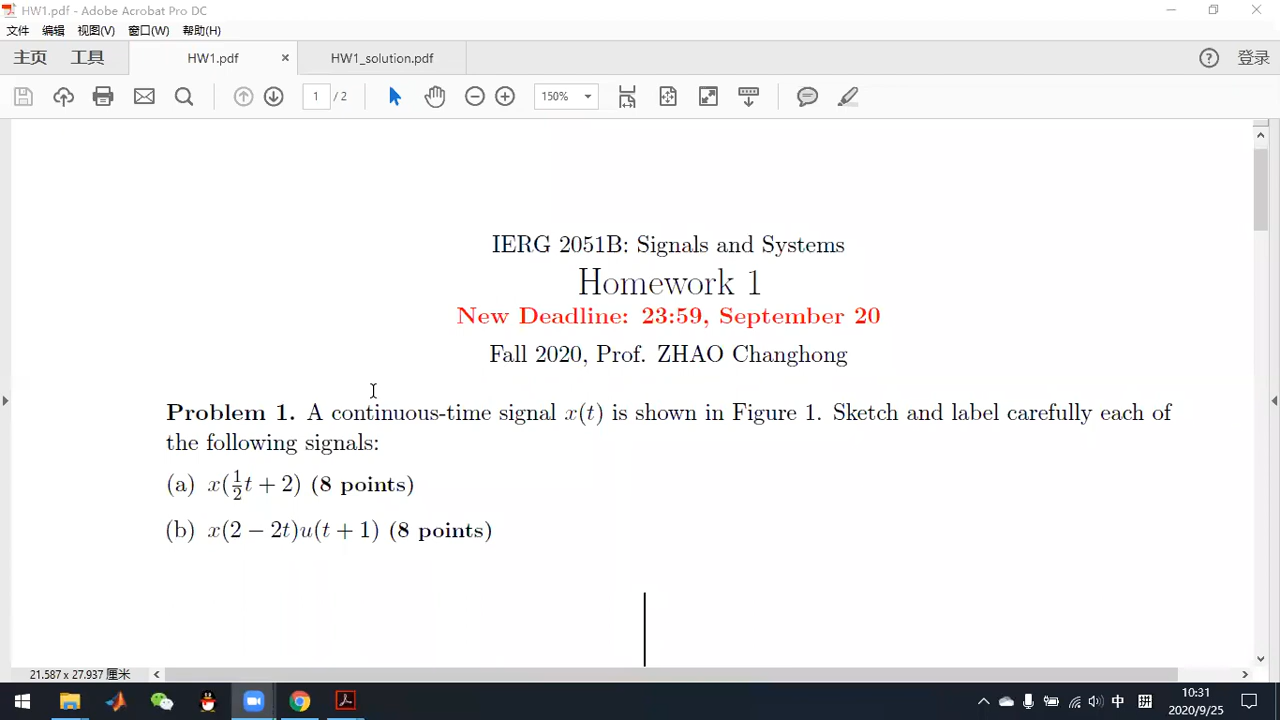 HW1.pdf - Adobe Acrobat Pro DC
文件 编辑 视图(V) 窗口(W) 帮助(H)
主页 工具 HW1.pdf × HW1_solution.pdf ? 登录
1 / 2 150%
IERG 2051B: Signals and Systems
Homework 1
New Deadline: 23:59, September 20
Fall 2020, Prof. ZHAO Changhong
Problem 1. A continuous-time signal x(t) is shown in Figure 1. Sketch and label carefully each of
the following signals:
(a) x(½t + 2) (8 points)
(b) x(2 − 2t)u(t + 1) (8 points)
21.587 x 27.937 厘米
中 拼 10:31
2020/9/25